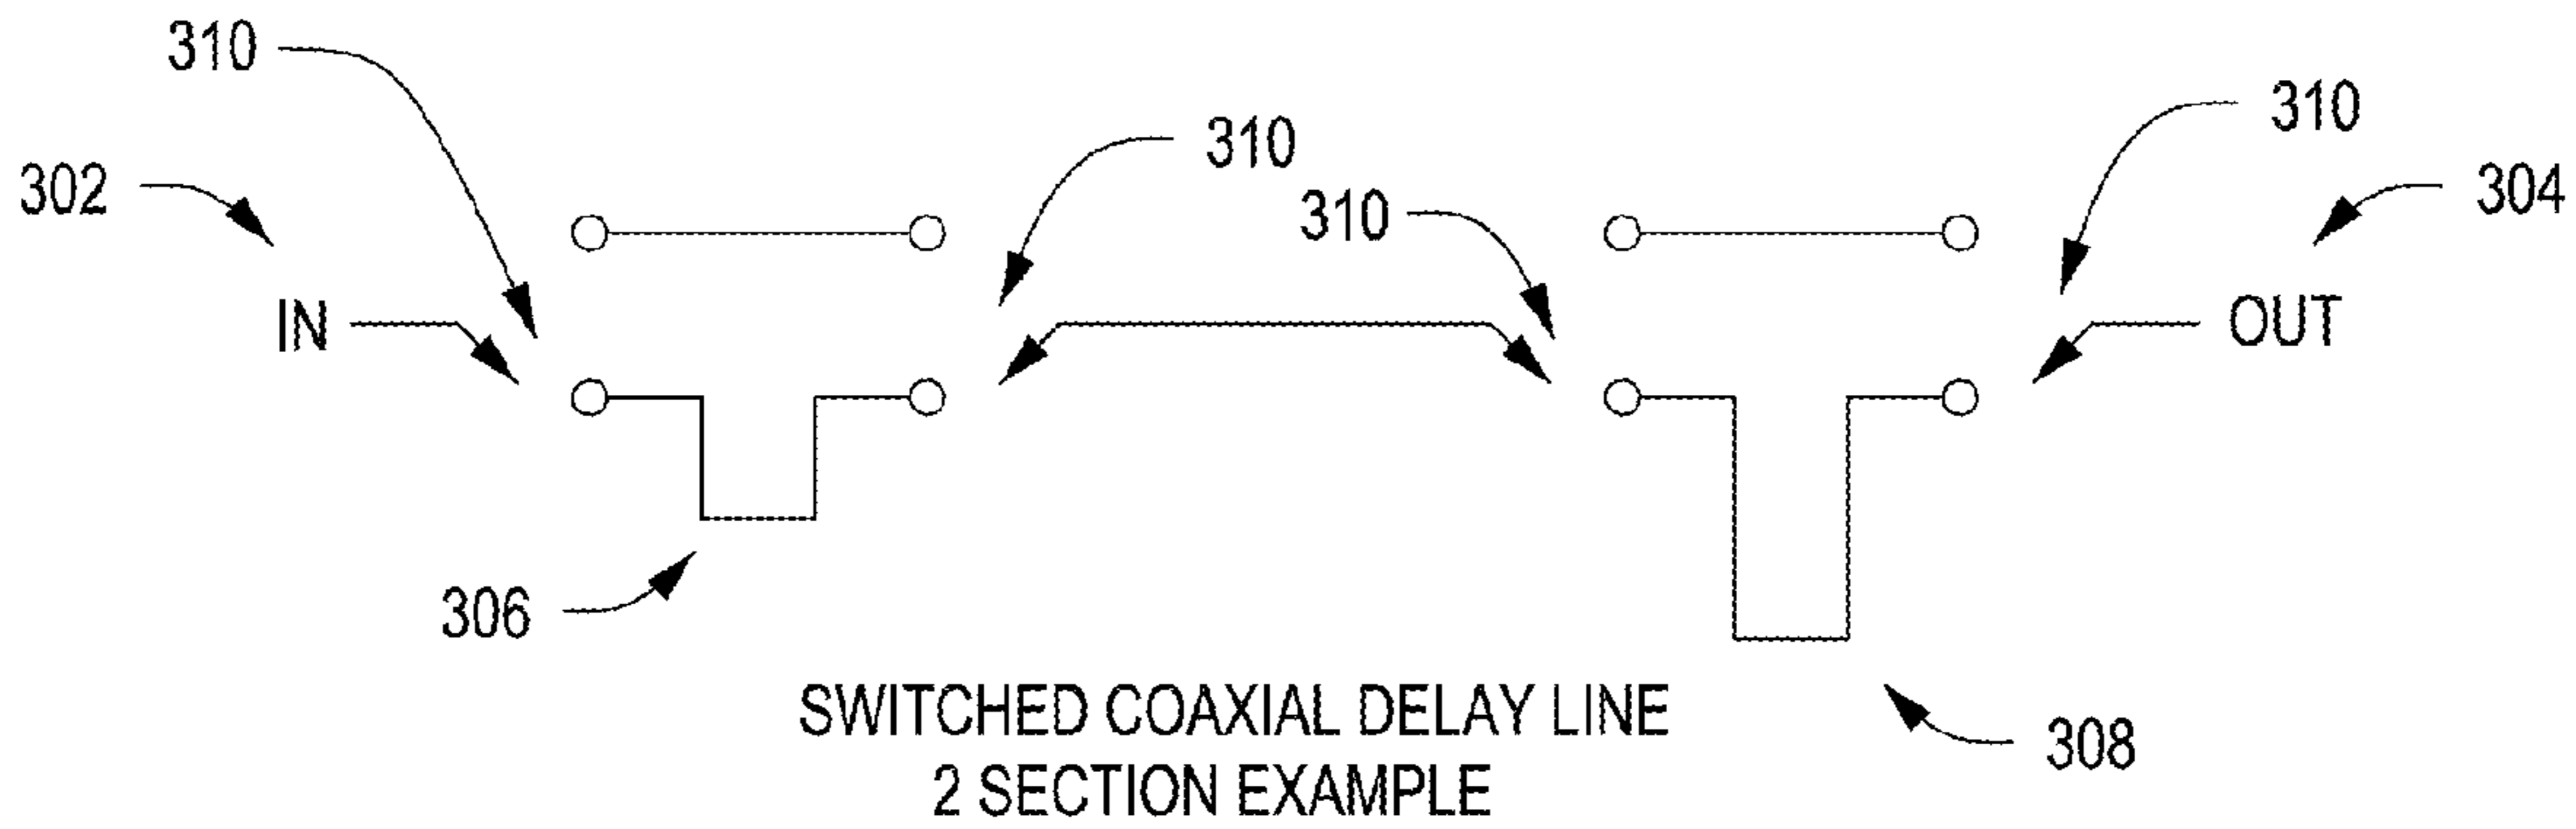 310
310
310
310
302
304
IN
OUT
306
308
SWITCHED COAXIAL DELAY LINE
2 SECTION EXAMPLE